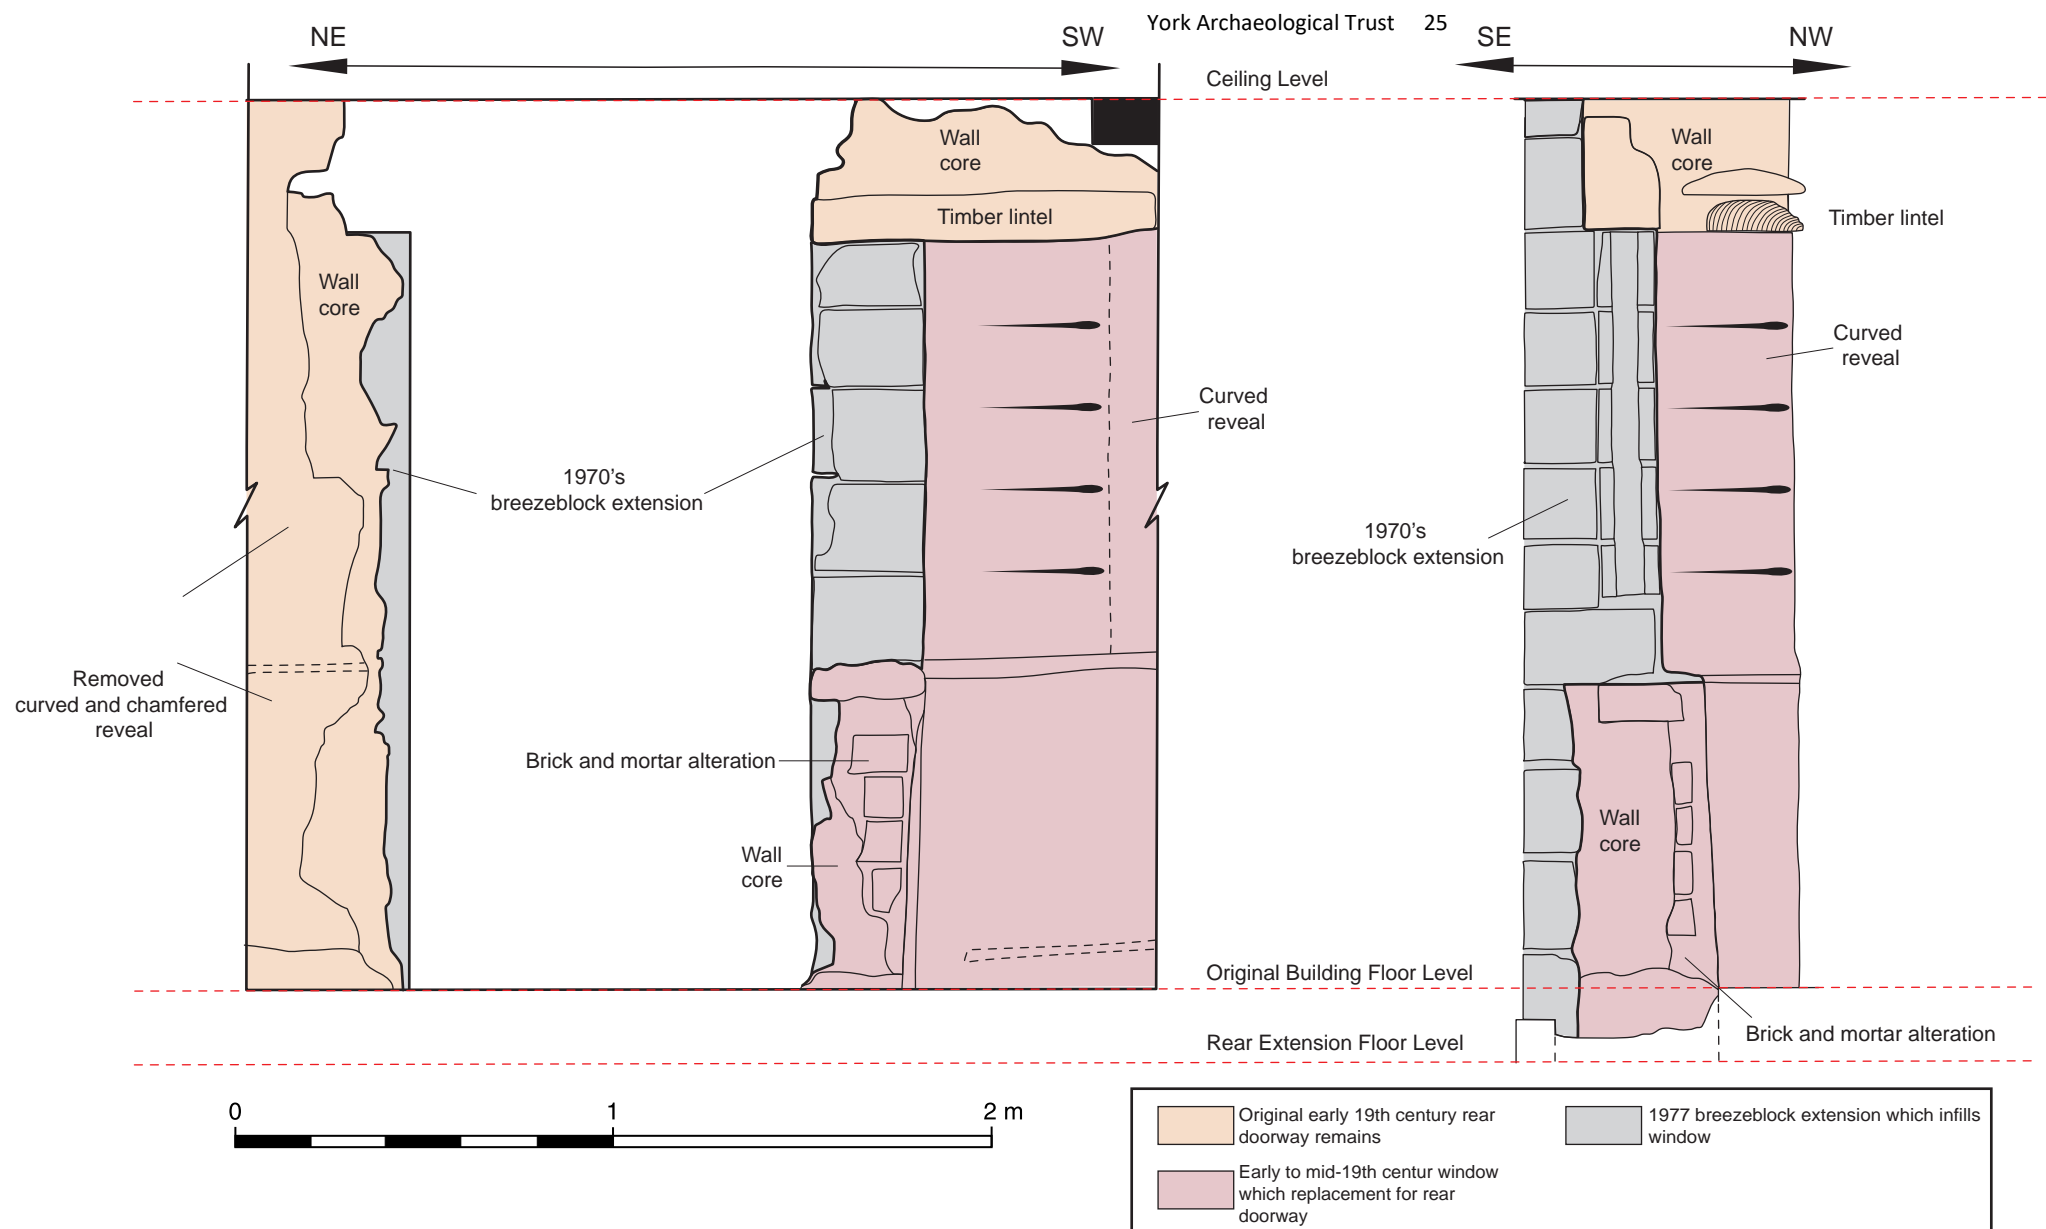 York Archaeological Trust 25
NE
SW
SE
NW
Ceiling Level
Wall
core
Timber lintel
Wall
core
1970's
breezeblock extension
Curved
reveal
Removed
curved and chamfered
reveal
Brick and mortar alteration
Wall
core
Wall
core
Timber lintel
Curved
reveal
1970's
breezeblock extension
Wall
core
Original Building Floor Level
Brick and mortar alteration
Rear Extension Floor Level
0
1
2 m
Original early 19th century rear
doorway remains
Early to mid-19th centur window
which replacement for rear
doorway
1977 breezeblock extension which infills
window